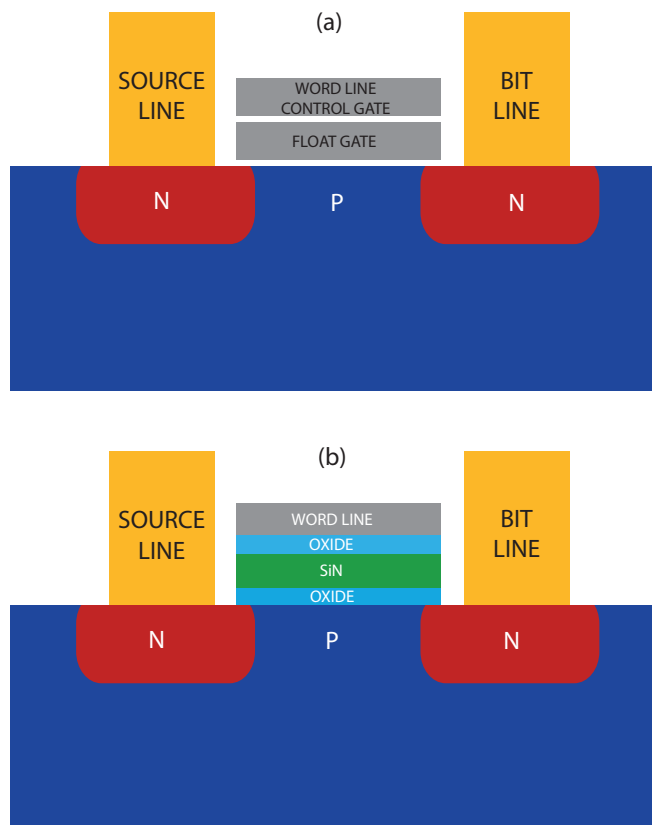 (a)
SOURCE
LINE
WORD LINE
CONTROL GATE
FLOAT GATE
BIT
LINE
N
P
N
(b)
SOURCE
LINE
WORD LINE
OXIDE
SiN
OXIDE
BIT
LINE
N
P
N